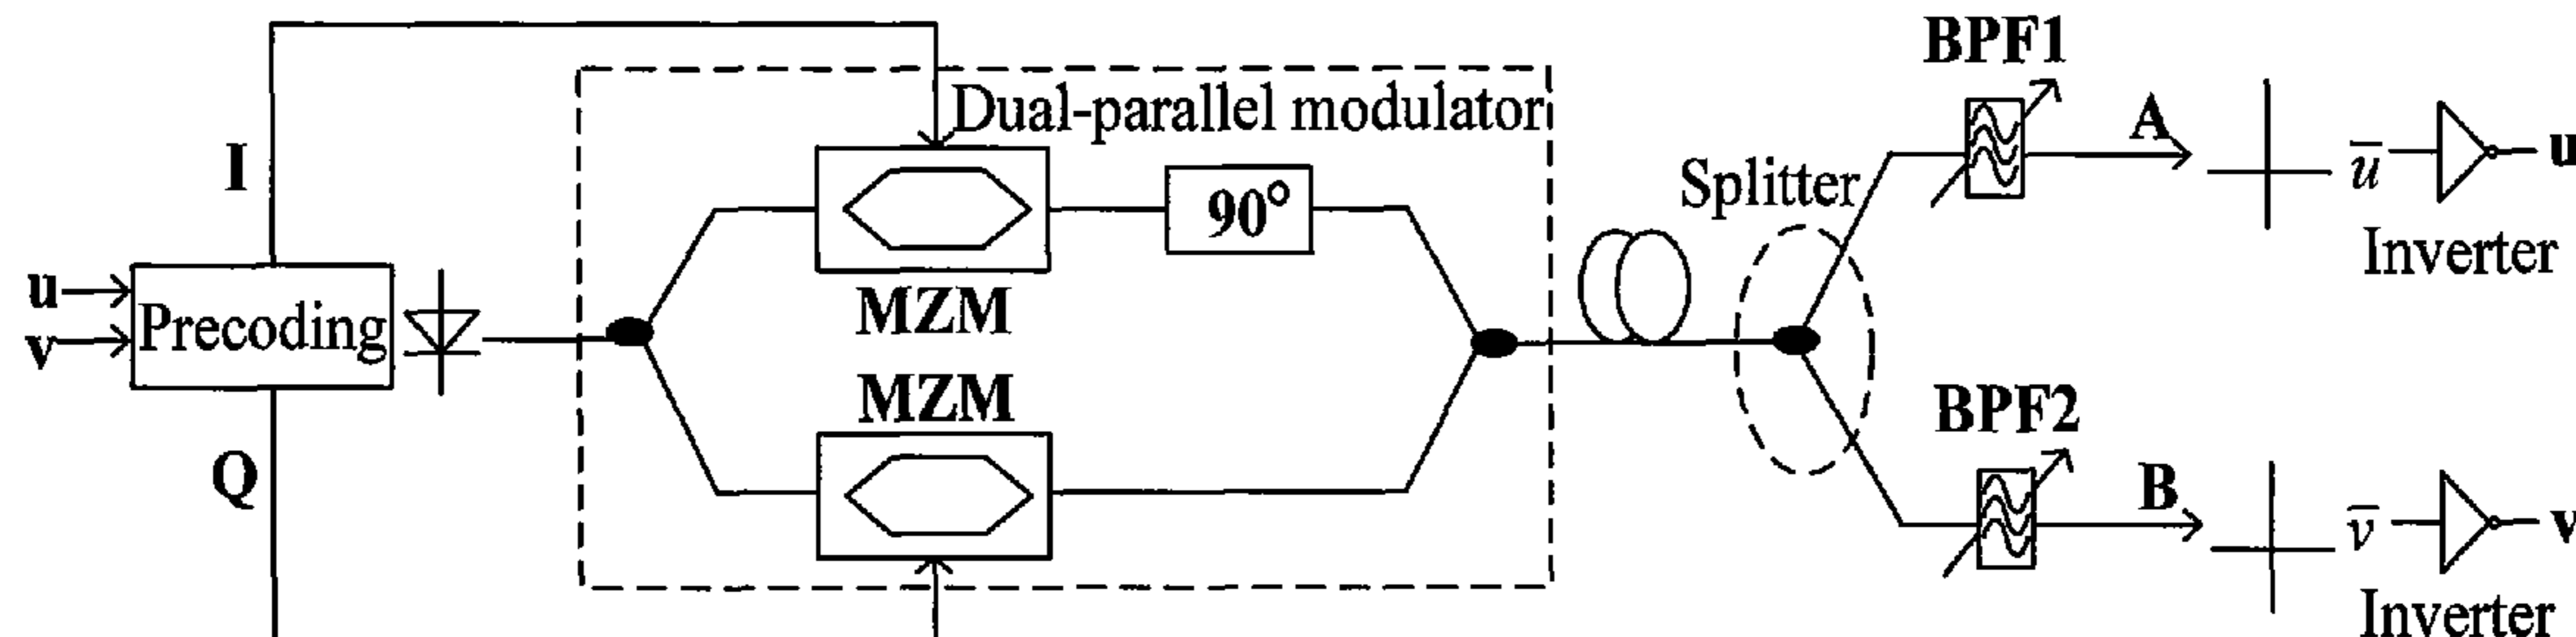 BPF1
Dual-parallel modulator
A
I
Splitter
u̅
u
90°
Inverter
u
Precoding
MZM
v
MZM
BPF2
Q
B
v̅
v
Inverter